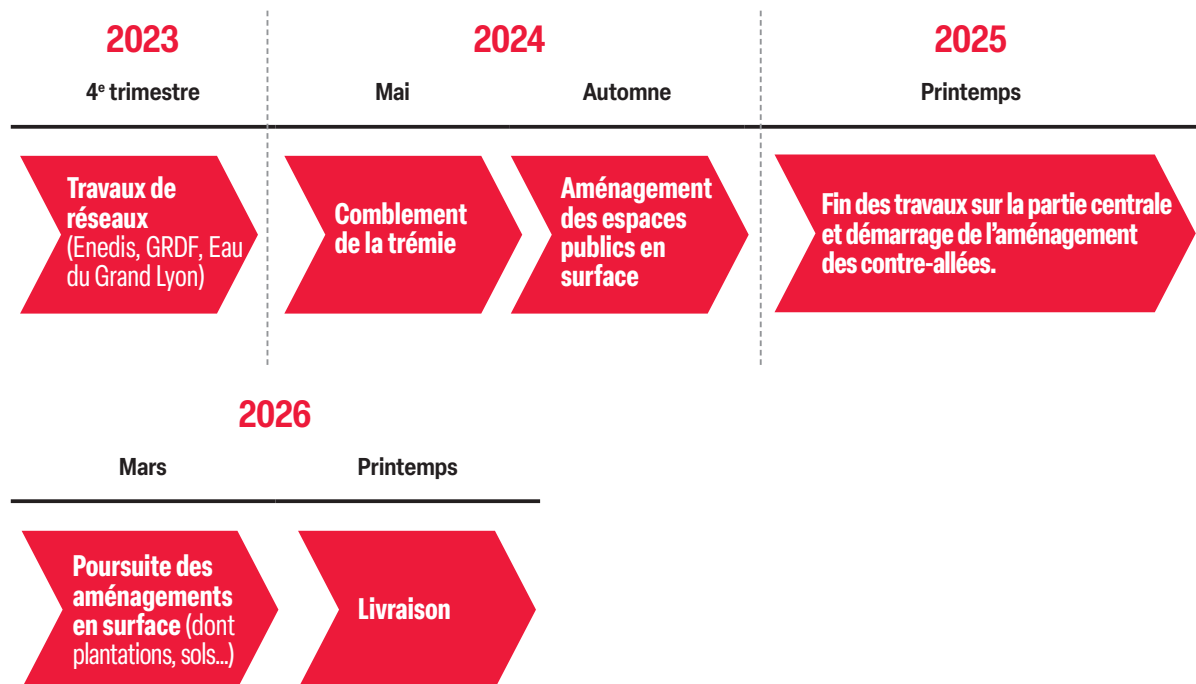 2023
2024
2025
4e trimestre
Mai
Automne
Printemps
Travaux de
réseaux
(Enedis, GRDF, Eau
du Grand Lyon)
Comblement
de la trémie
Aménagement
des espaces
publics en
surface
Fin des travaux sur la partie centrale
et démarrage de l’aménagement
des contre-allées.
2026
Mars
Printemps
Poursuite des
aménagements
en surface (dont
plantations, sols...)
Livraison